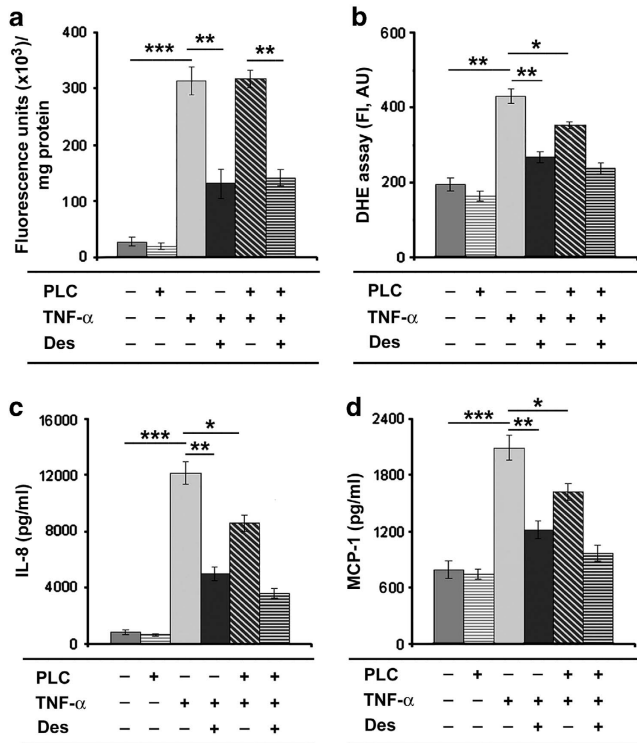 a
Fluorescence units (x10³)/
mg protein
400
300
200
100
0
*** ** **
PLC – + – – + +
TNF-α – – + + + +
Des – – – + – +
b
DHE assay (FI, AU)
600
400
200
0
** * **
PLC – + – – + +
TNF-α – – + + + +
Des – – – + – +
c
IL-8 (pg/ml)
16000
12000
8000
4000
0
*** * **
PLC – + – – + +
TNF-α – – + + + +
Des – – – + – +
d
MCP-1 (pg/ml)
2400
1800
1200
600
0
*** * **
PLC – + – – + +
TNF-α – – + + + +
Des – – – + – +